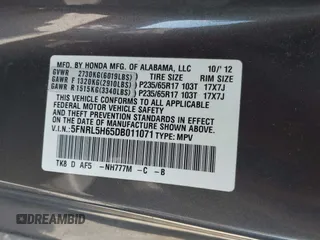 MFD. BY HONDA MFG. OF ALABAMA, LLC 10/'12
GVWR 2730KG(6019LBS) TIRE SIZE RIM SIZE
GAWR F 1320KG(2910LBS) P235/65R17 103T 17X7J
GAWR R 1515KG(3340LBS) P235/65R17 103T 17X7J
THIS VEHICLE CONFORMS TO ALL APPLICABLE
FEDERAL MOTOR VEHICLE SAFETY AND
THEFT PREVENTION STANDARDS IN EFFECT ON
THE DATE OF MANUFACTURE SHOWN ABOVE.
V.I.N.:5FNRL5H65DB011071 TYPE: MPV
TK8 D AF5 -NH777M -C -B
DREAMBID